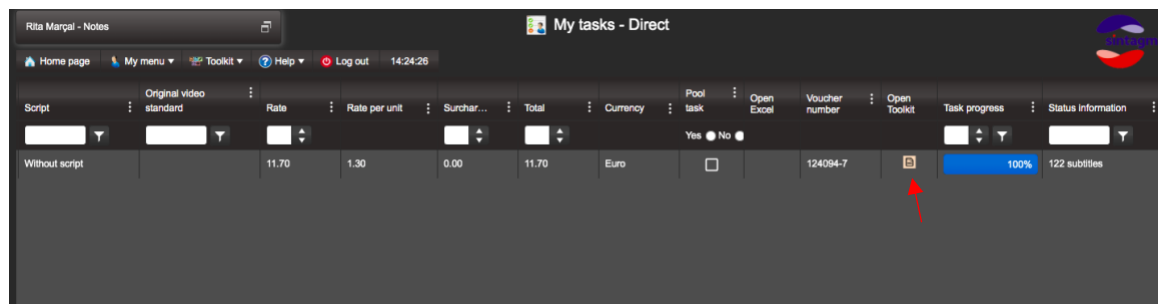 Rita Marçal - Notes
My tasks - Direct
sintagm
Home page My menu Toolkit Help Log out 14:24:26
Script Original video standard Rate Rate per unit Surchar... Total Currency Pool task Open Excel Voucher number Open Toolkit Task progress Status information
Yes No
Without script 11.70 1.30 0.00 11.70 Euro 124094-7 100% 122 subtitles